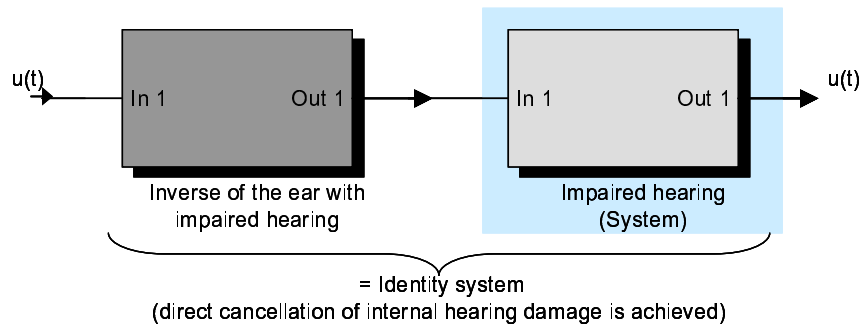 u(t)
In 1
Out 1
In 1
Out 1
u(t)
Inverse of the ear with
impaired hearing
Impaired hearing
(System)
= Identity system
(direct cancellation of internal hearing damage is achieved)